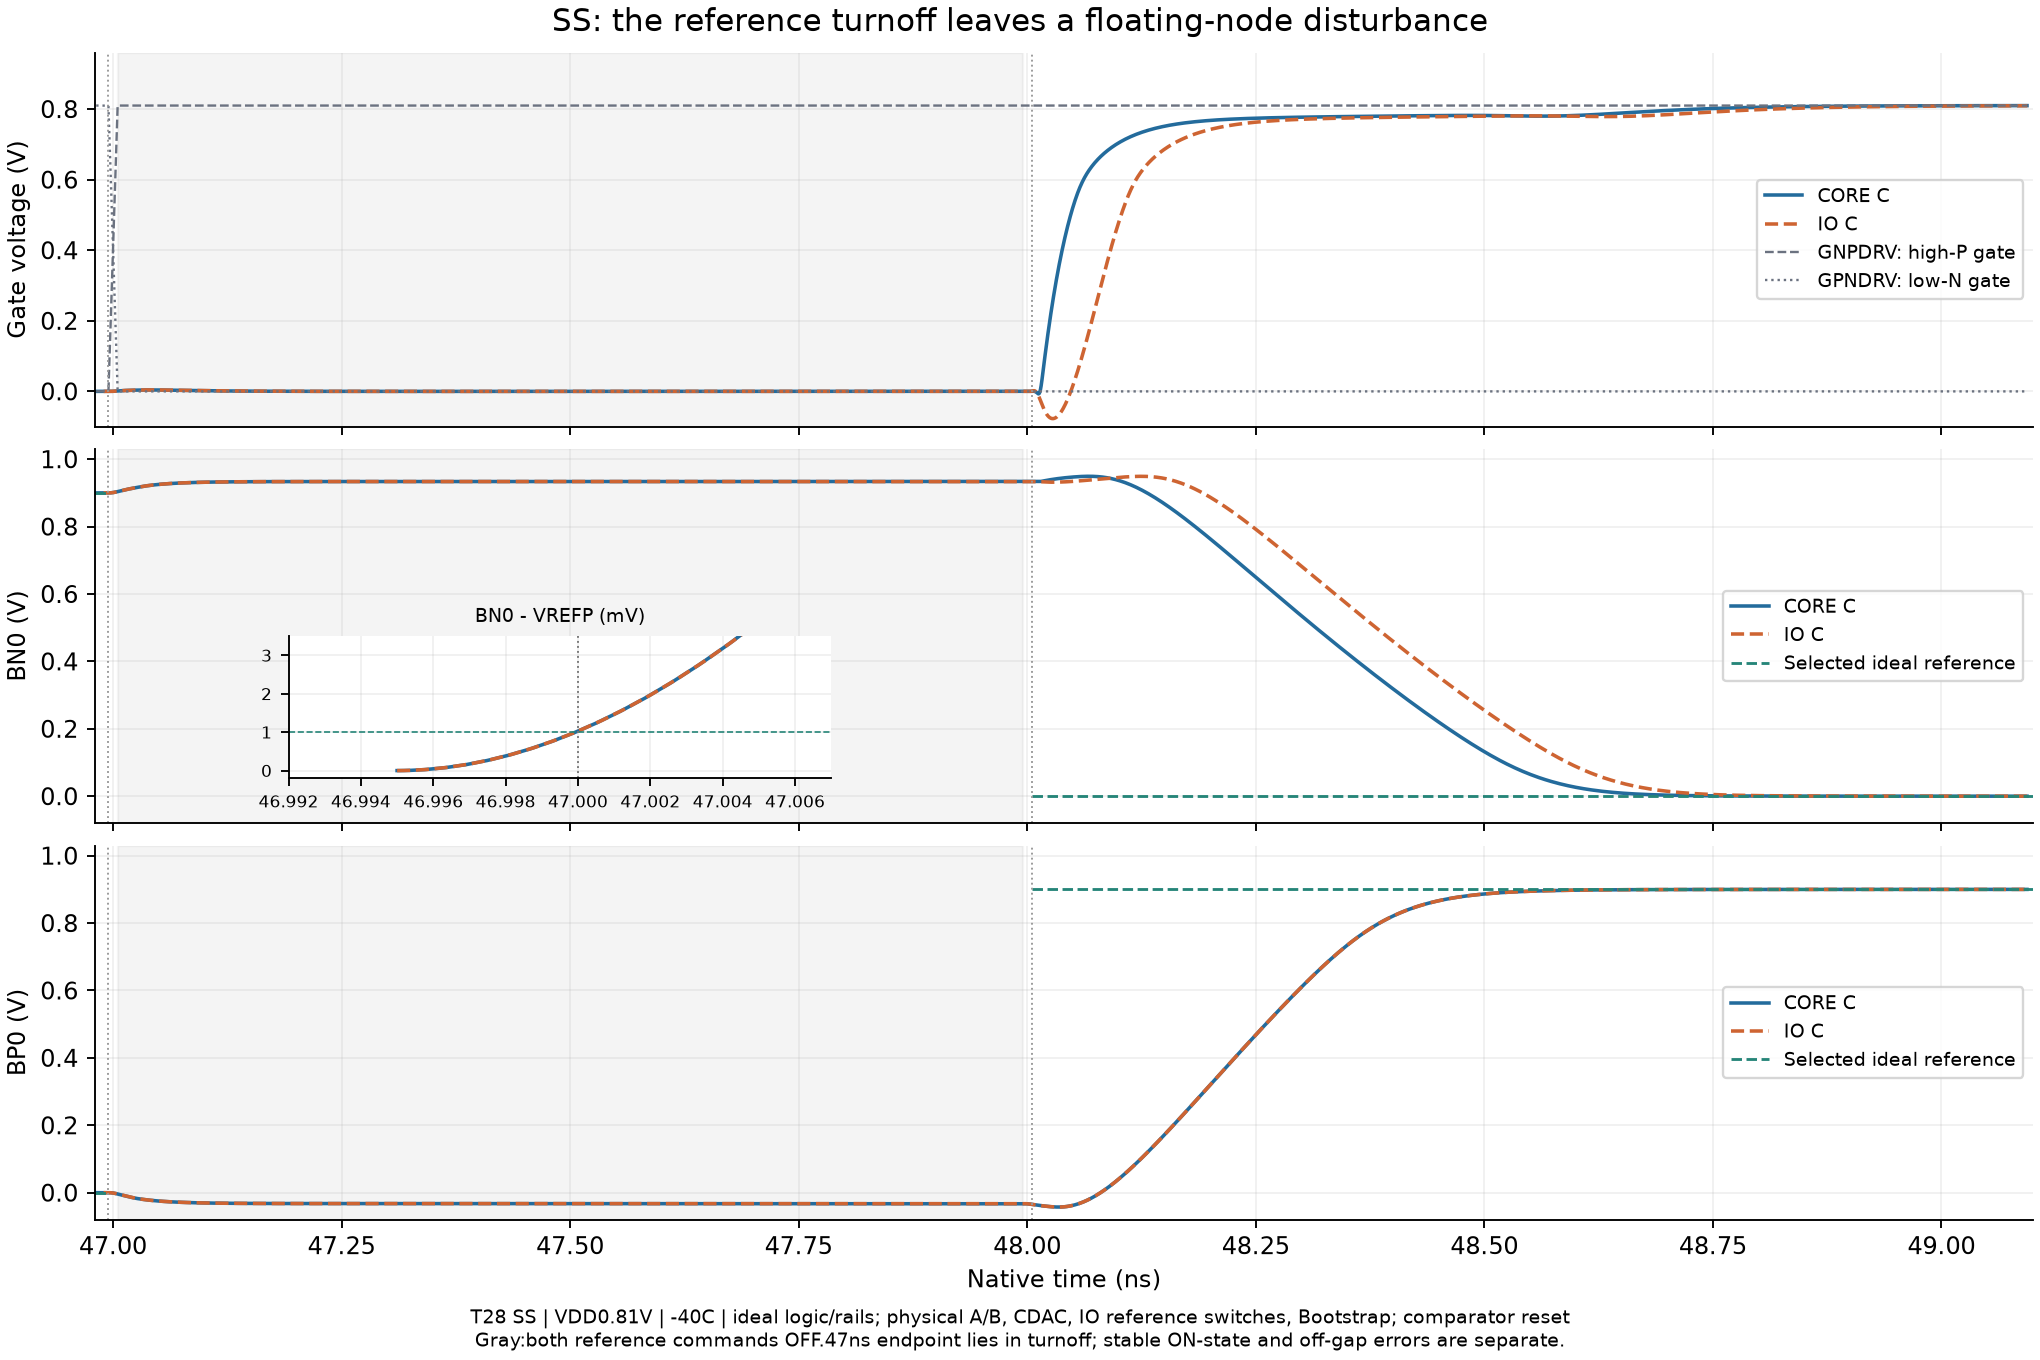 SS: the reference turnoff leaves a floating-node disturbance
Gate voltage (V)
0.8
0.6
0.4
0.2
0.0
CORE C
IO C
GNPDRV: high-P gate
GPNDRV: low-N gate
BN0 (V)
1.0
0.8
0.6
0.4
0.2
0.0
BN0 - VREFP (mV)
3
2
1
0
46.992 46.994 46.996 46.998 47.000 47.002 47.004 47.006
CORE C
IO C
Selected ideal reference
BP0 (V)
1.0
0.8
0.6
0.4
0.2
0.0
CORE C
IO C
Selected ideal reference
47.00 47.25 47.50 47.75 48.00 48.25 48.50 48.75 49.00
Native time (ns)
T28 SS | VDD0.81V | -40C | ideal logic/rails; physical A/B, CDAC, IO reference switches, Bootstrap; comparator reset
Gray:both reference commands OFF.47ns endpoint lies in turnoff; stable ON-state and off-gap errors are separate.